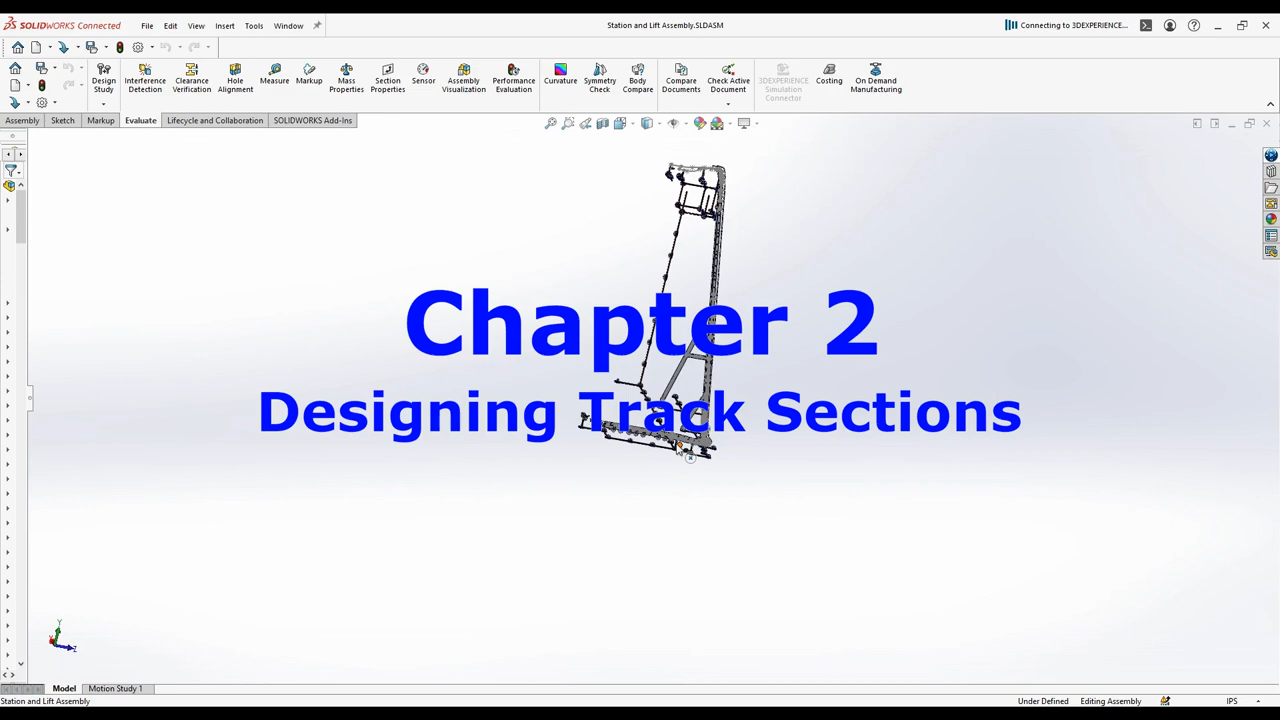 SOLIDWORKS Connected File Edit View Insert Tools Window Station and Lift Assembly.SLDASM Connecting to 3DEXPERIENCE...
Design Study
Interference Detection
Clearance Verification
Hole Alignment
Measure
Markup
Mass Properties
Section Properties
Sensor
Assembly Visualization
Performance Evaluation
Curvature
Symmetry Check
Body Compare
Compare Documents
Check Active Document
3DEXPERIENCE Simulation Connector
Costing
On Demand Manufacturing
Assembly Sketch Markup Evaluate Lifecycle and Collaboration SOLIDWORKS Add-Ins
Chapter 2
Designing Track Sections
Y
X
Z
Model Motion Study 1
Station and Lift Assembly Under Defined Editing Assembly IPS